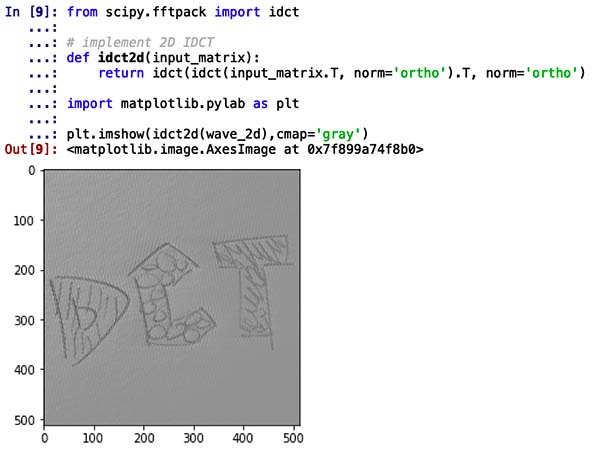 In [9]: from scipy.fftpack import idct
...:
...: # implement 2D IDCT
...: def idct2d(input_matrix):
...:     return idct(idct(input_matrix.T, norm='ortho').T, norm='ortho')
...:
...: import matplotlib.pylab as plt
...:
...: plt.imshow(idct2d(wave_2d),cmap='gray')
Out[9]: <matplotlib.image.AxesImage at 0x7f899a74f8b0>
0
100
200
DCT
300
400
500
0 100 200 300 400 500